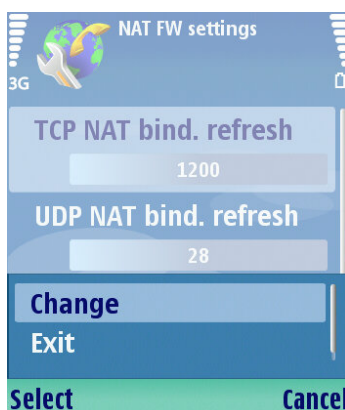 NAT FW settings
3G
TCP NAT bind. refresh
1200
UDP NAT bind. refresh
28
Change
Exit
Select Cancel